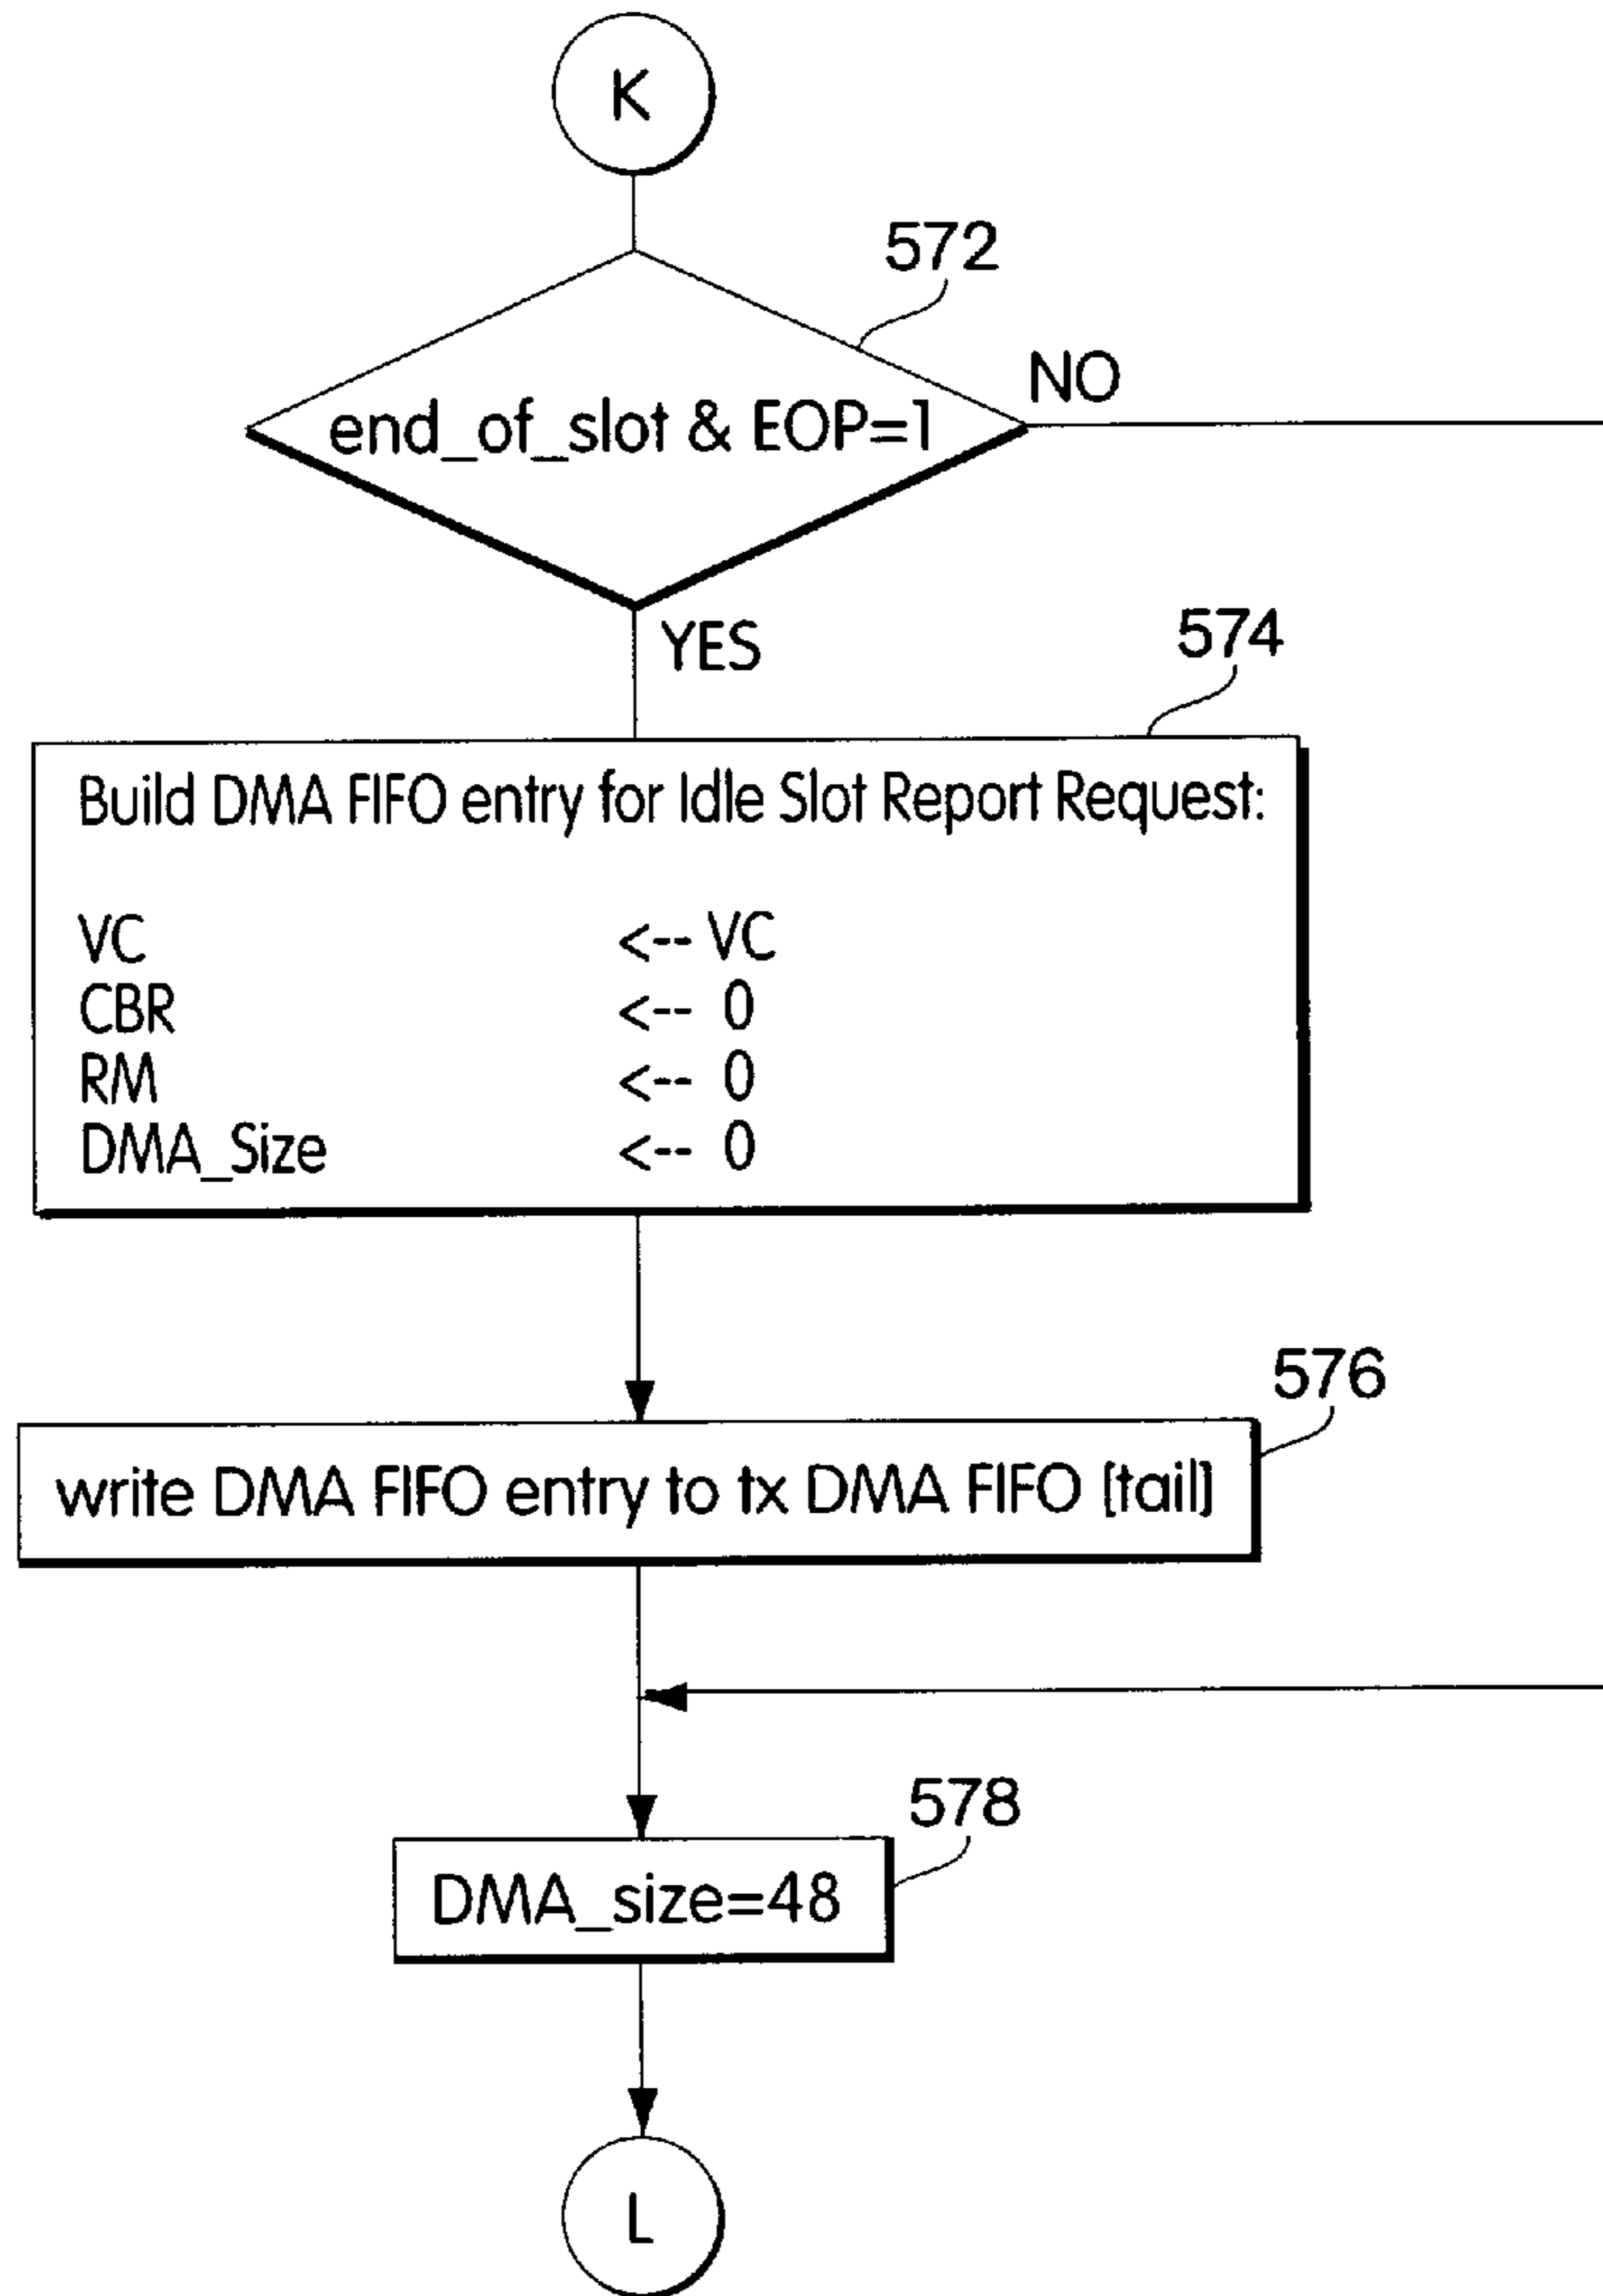 K
572
end_of_slot & EOP=1
NO
YES
574
Build DMA FIFO entry for Idle Slot Report Request:
VC <-- VC
CBR <-- 0
RM <-- 0
DMA_Size <-- 0
576
write DMA FIFO entry to tx DMA FIFO [tail]
578
DMA_size=48
L